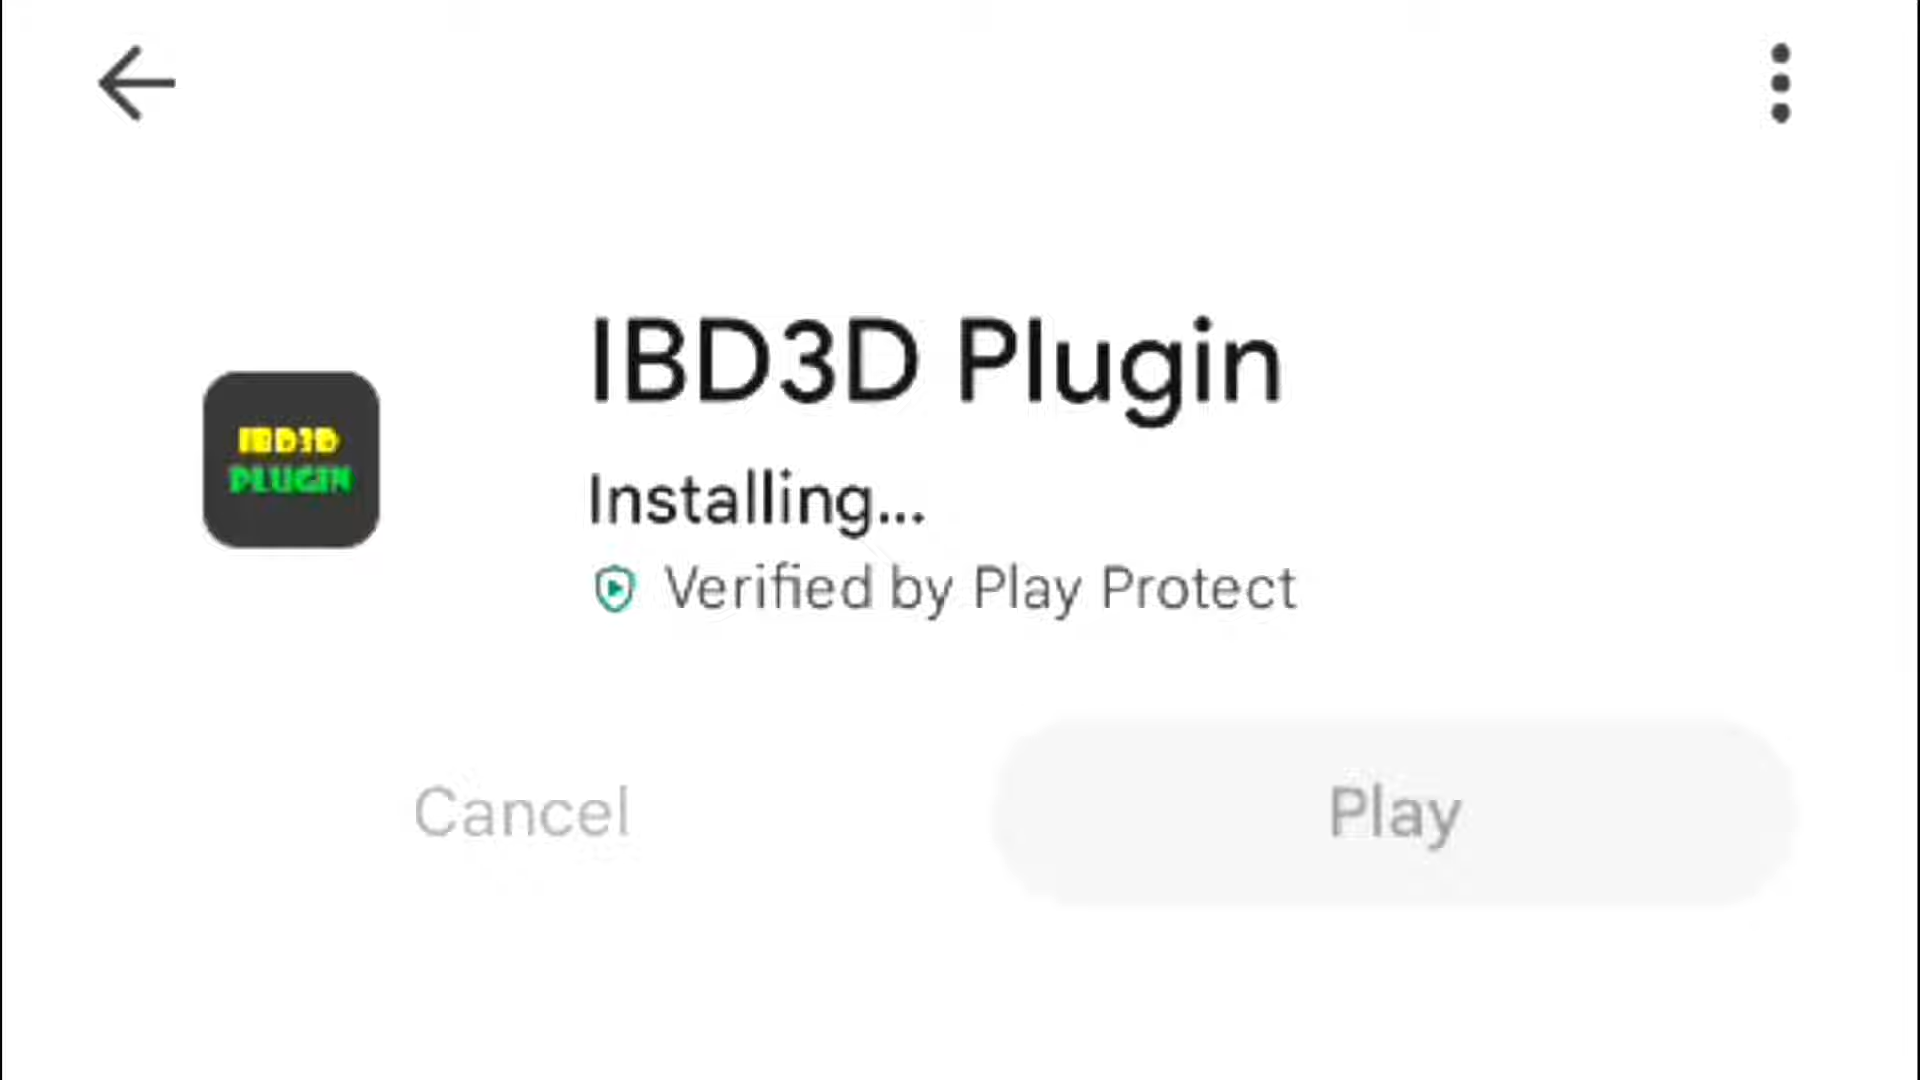 IBD3D Plugin
IBD3D
PLUGIN
Installing...
Verified by Play Protect
Cancel
Play